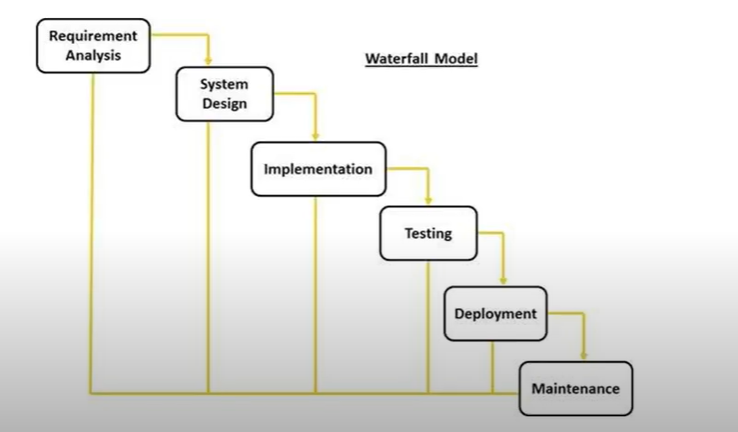 Requirement
Analysis
Waterfall Model
System
Design
Implementation
Testing
Deployment
Maintenance